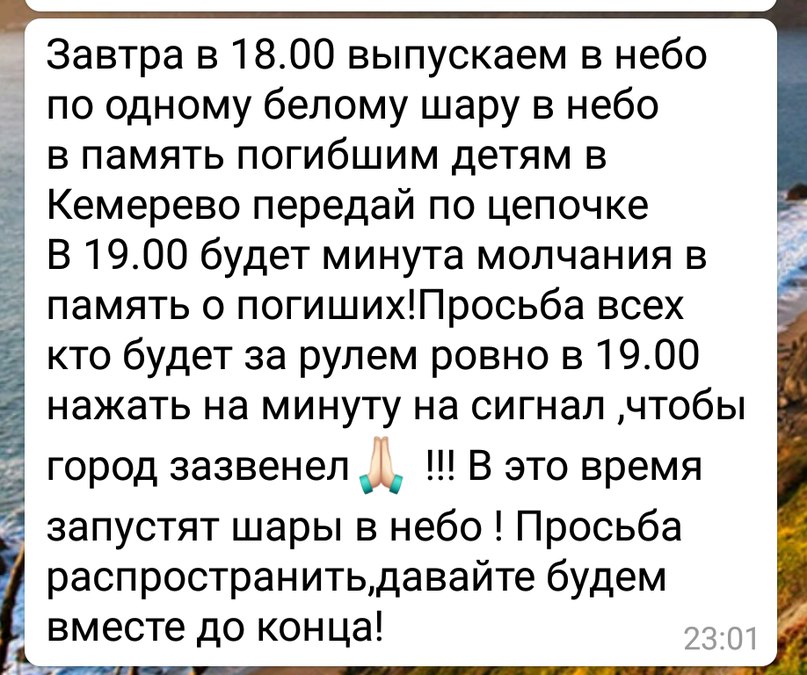 Завтра в 18.00 выпускаем в небо
по одному белому шару в небо
в память погибшим детям в
Кемерево передай по цепочке
В 19.00 будет минута молчания в
память о погиших!Просьба всех
кто будет за рулем ровно в 19.00
нажать на минуту на сигнал ,чтобы
город зазвенел🙏🏻 !!! В это время
запустят шары в небо ! Просьба
распространить,давайте будем
вместе до конца!
23:01